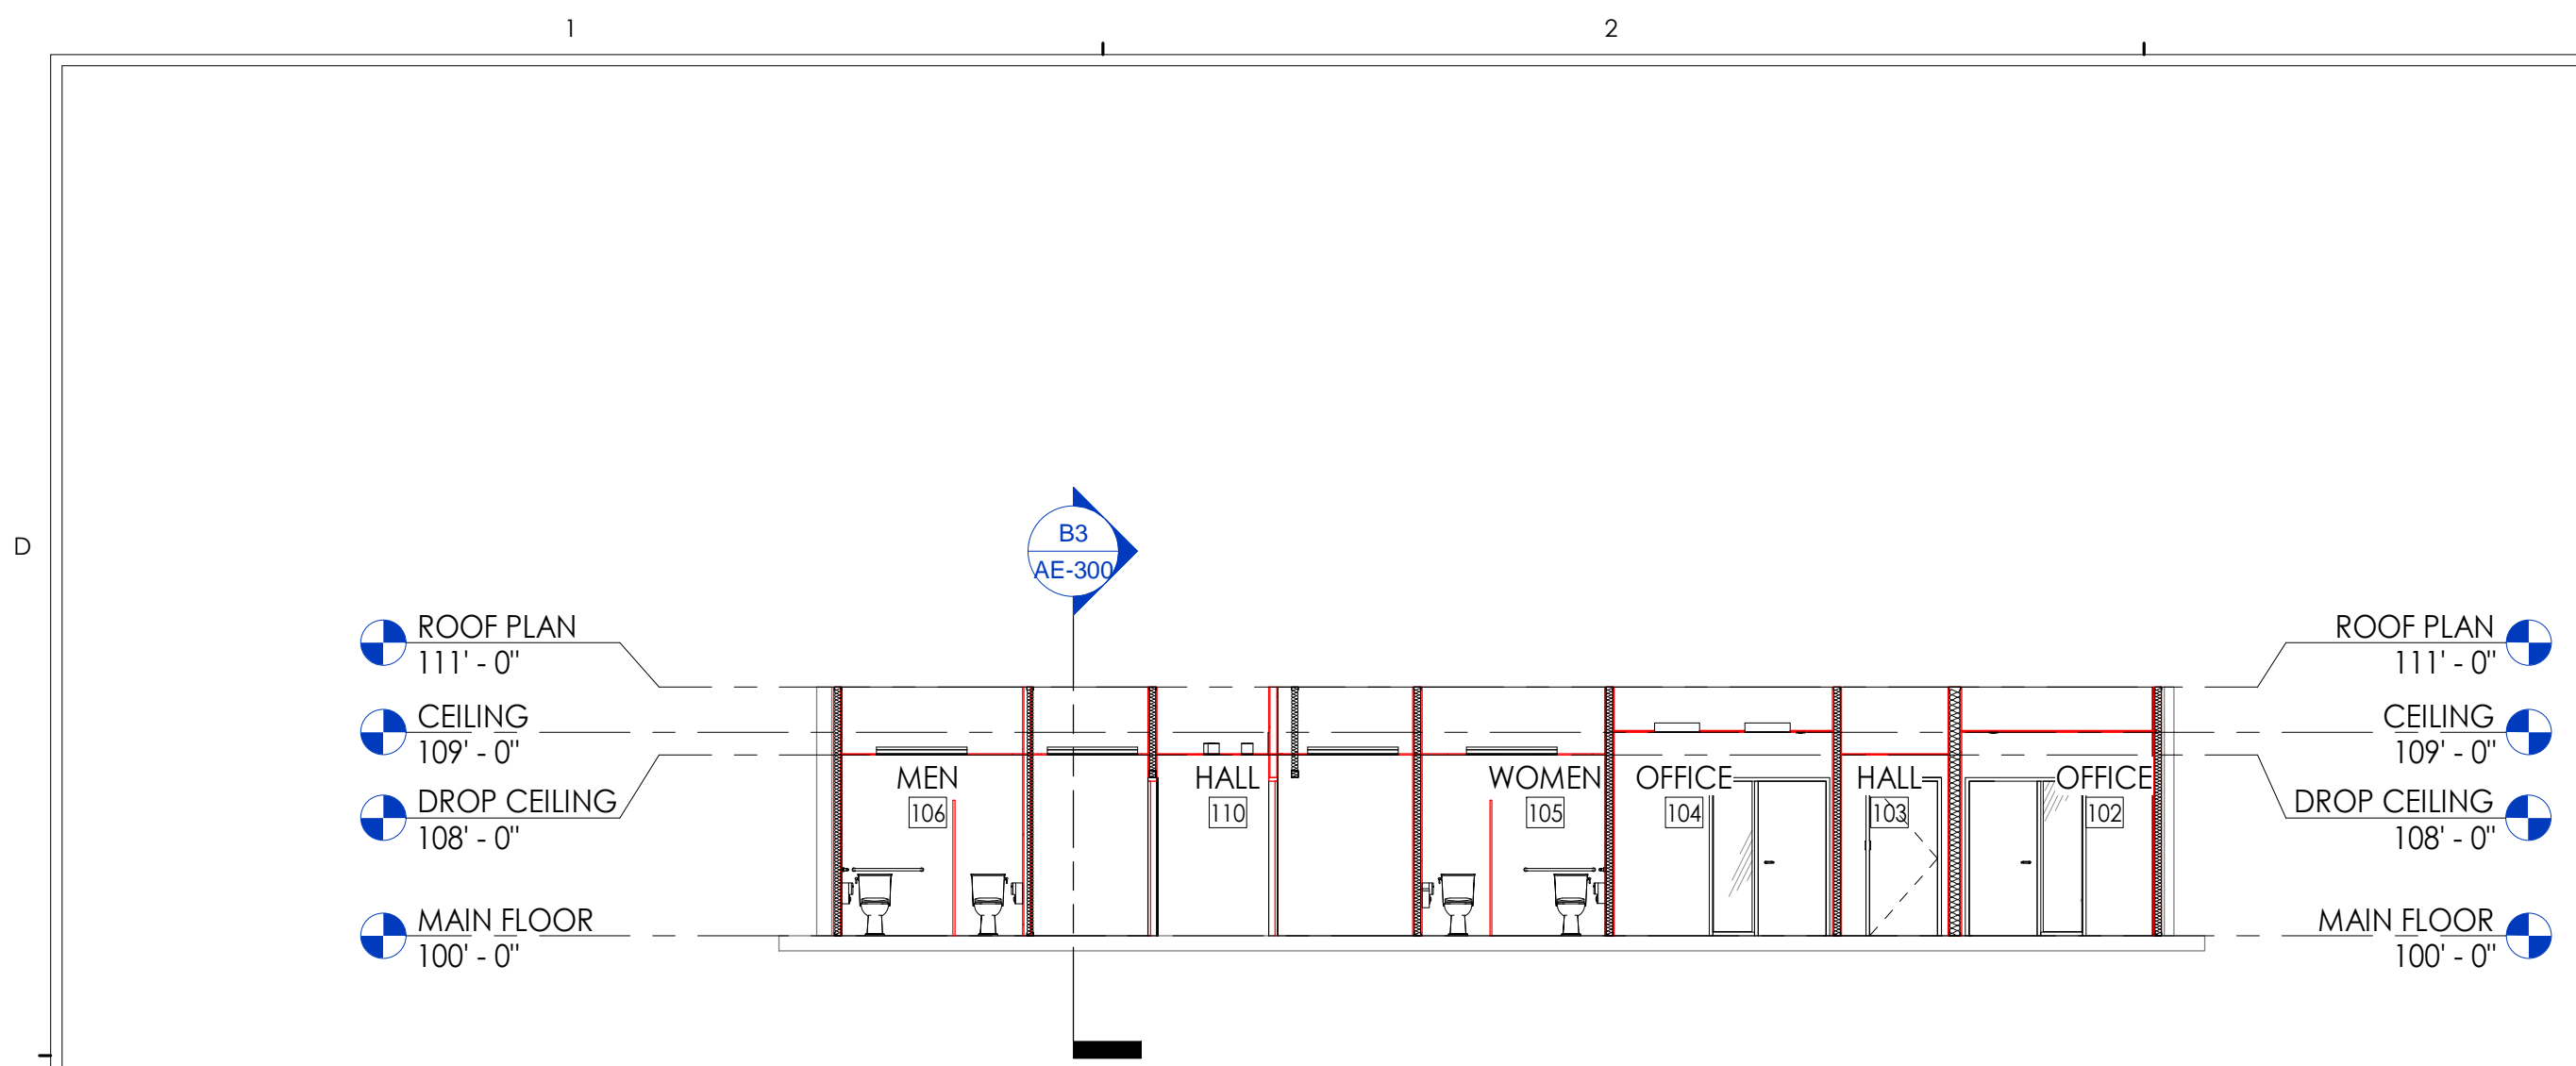 1
2
D
B3
AE-300
ROOF PLAN
111' - 0"
CEILING
109' - 0"
DROP CEILING
108' - 0"
MAIN FLOOR
100' - 0"
MEN
106
HALL
110
WOMEN
105
OFFICE
104
HALL
103
OFFICE
102
ROOF PLAN
111' - 0"
CEILING
109' - 0"
DROP CEILING
108' - 0"
MAIN FLOOR
100' - 0"